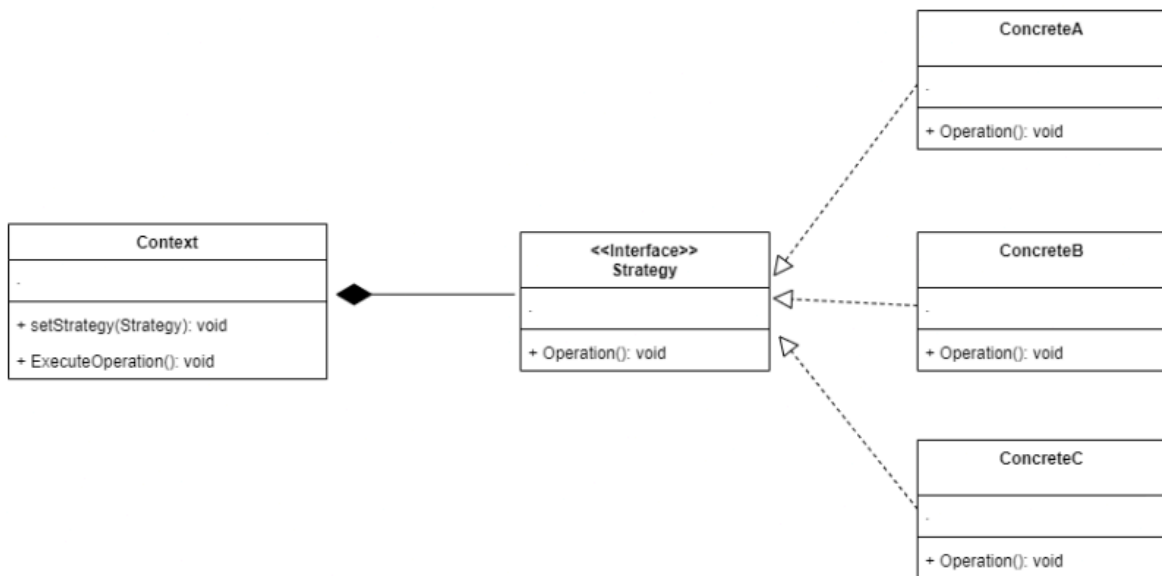 Context
.
+ setStrategy(Strategy): void
+ ExecuteOperation(): void
<<Interface>>
Strategy
.
+ Operation(): void
ConcreteA
.
+ Operation(): void
ConcreteB
.
+ Operation(): void
ConcreteC
.
+ Operation(): void